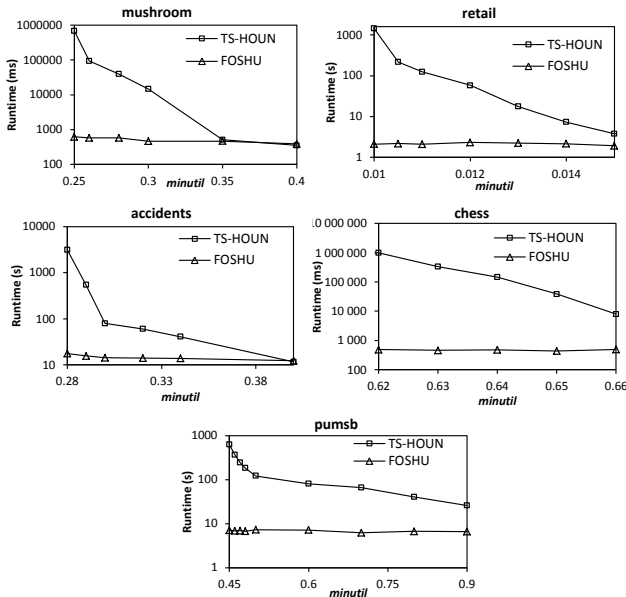 mushroom
1000000
100000
10000
1000
100
Runtime (ms)
TS-HOUN
FOSHU
0.25
0.3
0.35
0.4
minutil
retail
1000
100
10
1
Runtime (s)
TS-HOUN
FOSHU
0.01
0.012
0.014
minutil
accidents
10000
1000
100
10
Runtime (s)
TS-HOUN
FOSHU
0.28
0.33
0.38
minutil
chess
10 000 000
1 000 000
100 000
10 000
1 000
100
Runtime (ms)
TS-HOUN
FOSHU
0.62
0.63
0.64
0.65
0.66
minutil
pumsb
1000
100
10
1
Runtime (s)
TS-HOUN
FOSHU
0.45
0.6
0.75
0.9
minutil